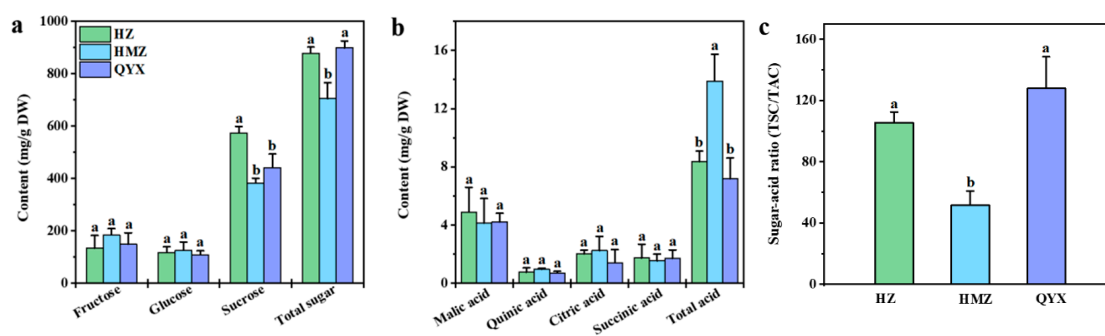 a
HZ
HMZ
QYX
Content (mg/g DW)
1000
800
600
400
200
0
a a a
a a a
a b b
a b a
Fructose Glucose Sucrose Total sugar
b
Content (mg/g DW)
16
12
8
4
0
a a a
a a a
a a a
a a a
b a b
Malic acid Quinic acid Citric acid Succinic acid Total acid
c
Sugar-acid ratio (TSC/TAC)
160
120
80
40
0
a b a
HZ HMZ QYX